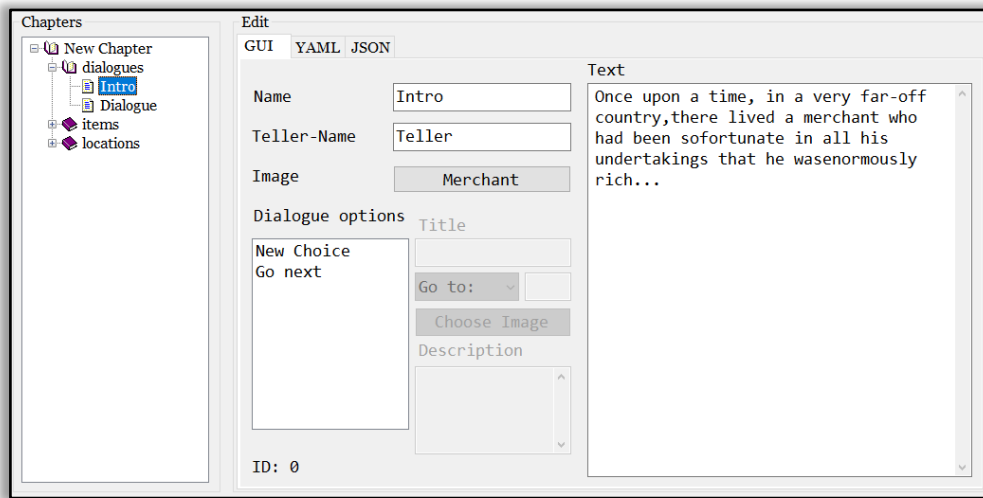 Chapters
New Chapter
dialogues
Intro
Dialogue
items
locations
Edit
GUI YAML JSON
Name Intro
Teller-Name Teller
Image Merchant
Dialogue options
New Choice
Go next
Title
Go to:
Choose Image
Description
ID: 0
Text
Once upon a time, in a very far-off
country,there lived a merchant who
had been sofortunate in all his
undertakings that he wasenormously
rich...